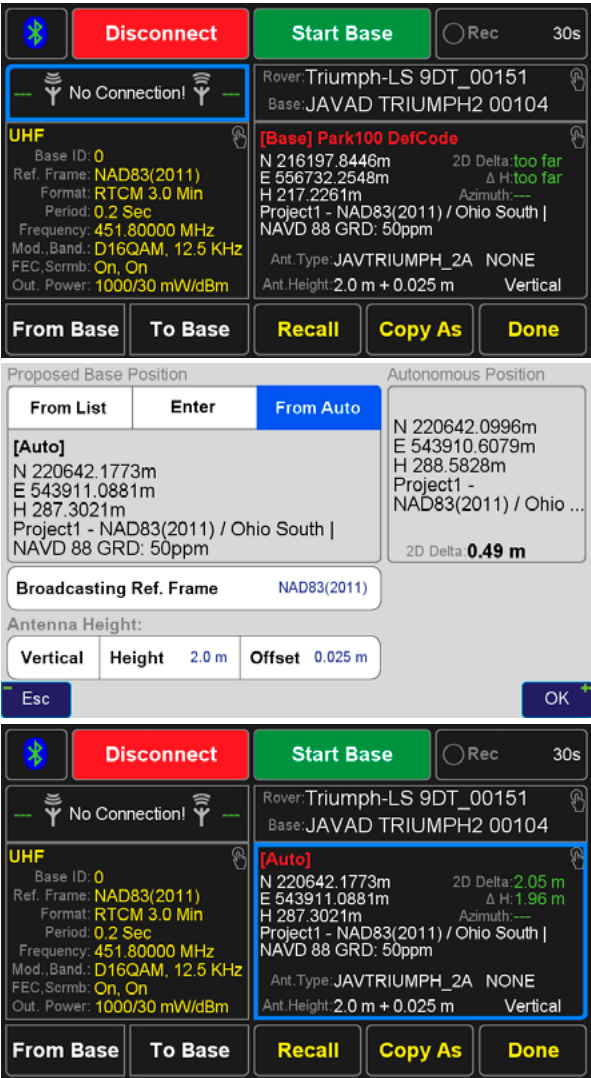 Disconnect Start Base Rec 30s
--- No Connection! ---
Rover:Triumph-LS 9DT_00151
Base:JAVAD TRIUMPH2 00104
UHF
Base ID: 0
Ref. Frame: NAD83(2011)
Format: RTCM 3.0 Min
Period: 0.2 Sec
Frequency: 451.80000 MHz
Mod.,Band.: D16QAM, 12.5 KHz
FEC,Scrmb: On, On
Out. Power: 1000/30 mW/dBm
[Base] Park100 DefCode
N 216197.8446m 2D Delta:too far
E 556732.2548m Δ H:too far
H 217.2261m Azimuth:---
Project1 - NAD83(2011) / Ohio South |
NAVD 88 GRD: 50ppm
Ant.Type:JAVTRIUMPH_2A NONE
Ant.Height:2.0 m + 0.025 m Vertical
From Base To Base Recall Copy As Done
Proposed Base Position
From List Enter From Auto
[Auto]
N 220642.1773m
E 543911.0881m
H 287.3021m
Project1 - NAD83(2011) / Ohio South |
NAVD 88 GRD: 50ppm
Autonomous Position
N 220642.0996m
E 543910.6079m
H 288.5828m
Project1 -
NAD83(2011) / Ohio ...
2D Delta:0.49 m
Broadcasting Ref. Frame NAD83(2011)
Antenna Height:
Vertical Height 2.0 m Offset 0.025 m
Esc OK
Disconnect Start Base Rec 30s
--- No Connection! ---
Rover:Triumph-LS 9DT_00151
Base:JAVAD TRIUMPH2 00104
UHF
Base ID: 0
Ref. Frame: NAD83(2011)
Format: RTCM 3.0 Min
Period: 0.2 Sec
Frequency: 451.80000 MHz
Mod.,Band.: D16QAM, 12.5 KHz
FEC,Scrmb: On, On
Out. Power: 1000/30 mW/dBm
[Auto]
N 220642.1773m 2D Delta:2.05 m
E 543911.0881m Δ H:1.96 m
H 287.3021m Azimuth:---
Project1 - NAD83(2011) / Ohio South |
NAVD 88 GRD: 50ppm
Ant.Type:JAVTRIUMPH_2A NONE
Ant.Height:2.0 m + 0.025 m Vertical
From Base To Base Recall Copy As Done